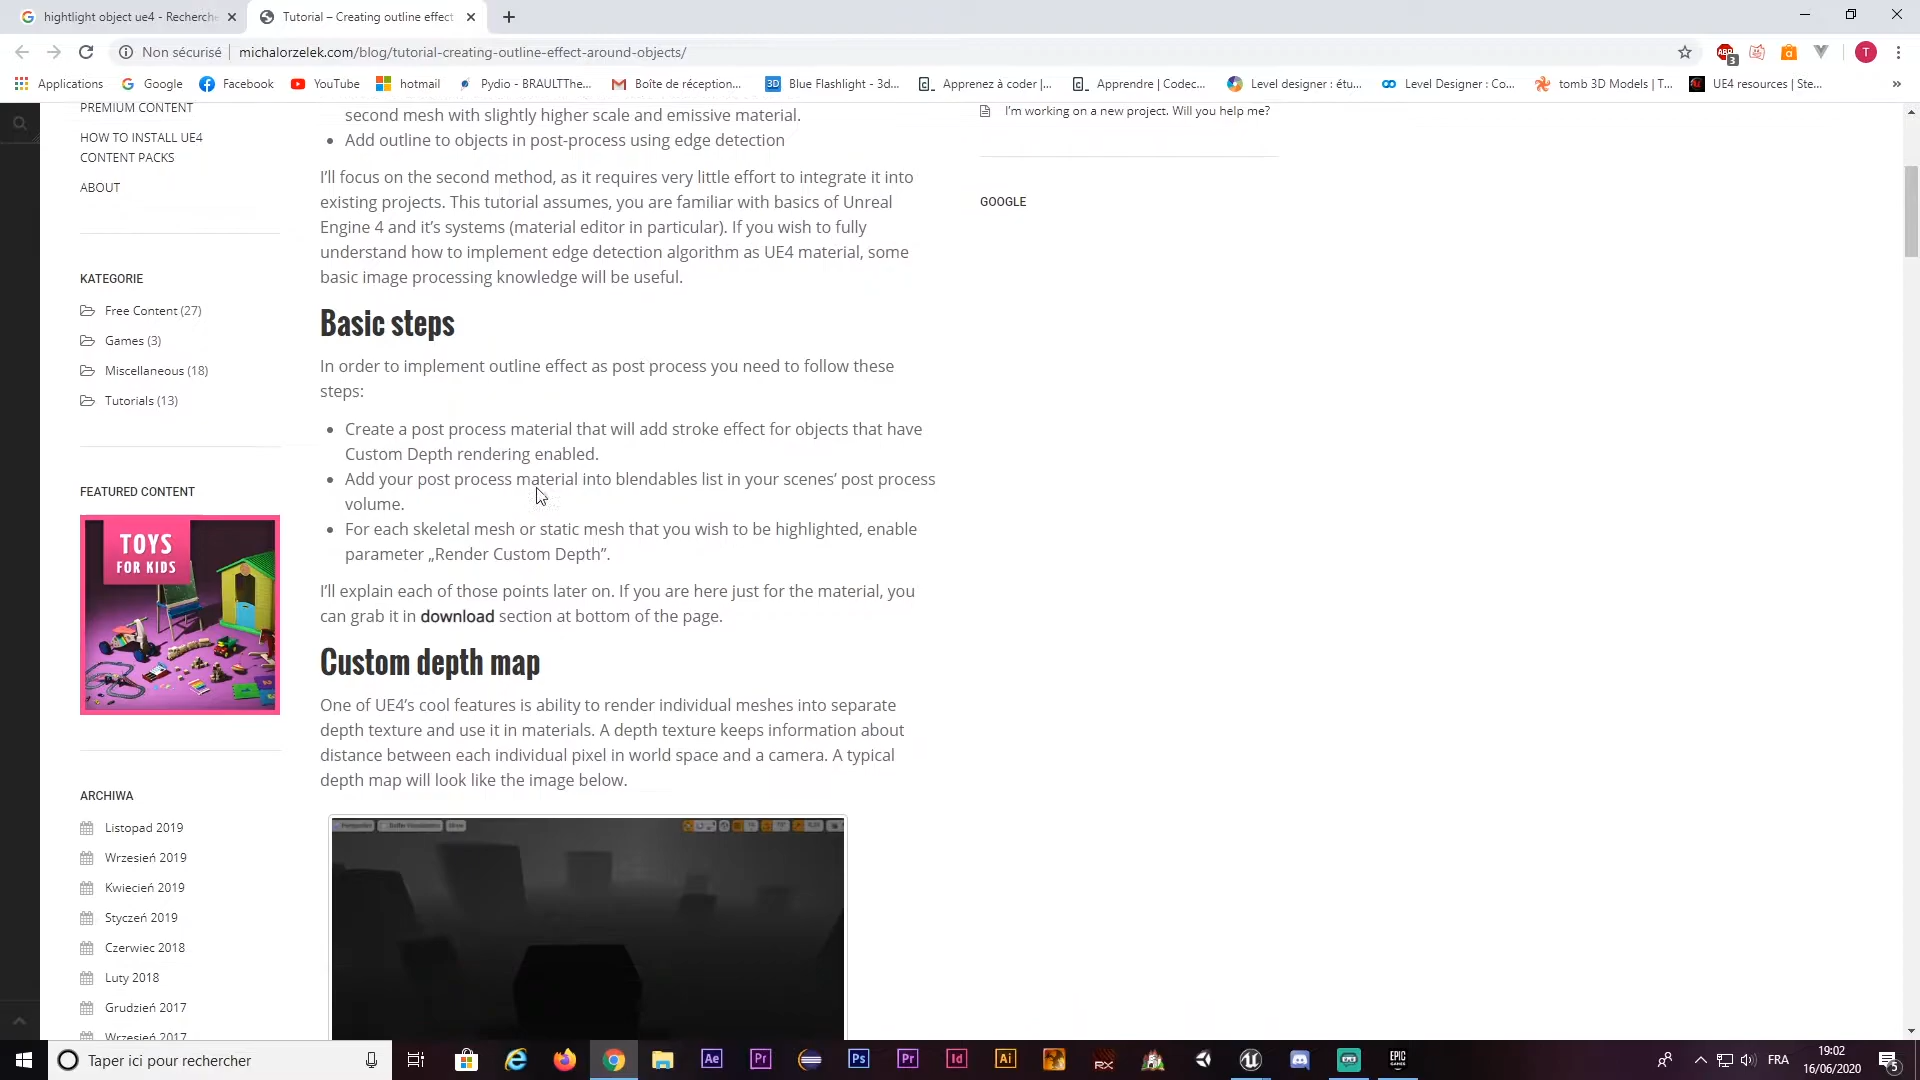 hightlight object ue4 - Recherche
Tutorial – Creating outline effect
Non sécurisé
michalorzelek.com/blog/tutorial-creating-outline-effect-around-objects/
ABP
3
T
Applications
Google
Facebook
YouTube
hotmail
Pydio - BRAULTThe...
Boîte de réception...
3D
Blue Flashlight - 3d...
Apprenez à coder |...
Apprendre | Codec...
Level designer : étu...
Level Designer : Co...
tomb 3D Models | T...
UE4 resources | Ste...
»
PREMIUM CONTENT
HOW TO INSTALL UE4
CONTENT PACKS
ABOUT
KATEGORIE
Free Content (27)
Games (3)
Miscellaneous (18)
Tutorials (13)
FEATURED CONTENT
TOYS
FOR KIDS
ARCHIWA
Listopad 2019
Wrzesień 2019
Kwiecień 2019
Styczeń 2019
Czerwiec 2018
Luty 2018
Grudzień 2017
Wrzesień 2017
second mesh with slightly higher scale and emissive material.
• Add outline to objects in post-process using edge detection
I'll focus on the second method, as it requires very little effort to integrate it into
existing projects. This tutorial assumes, you are familiar with basics of Unreal
Engine 4 and it's systems (material editor in particular). If you wish to fully
understand how to implement edge detection algorithm as UE4 material, some
basic image processing knowledge will be useful.
Basic steps
In order to implement outline effect as post process you need to follow these
steps:
• Create a post process material that will add stroke effect for objects that have
Custom Depth rendering enabled.
• Add your post process material into blendables list in your scenes' post process
volume.
• For each skeletal mesh or static mesh that you wish to be highlighted, enable
parameter „Render Custom Depth”.
I'll explain each of those points later on. If you are here just for the material, you
can grab it in download section at bottom of the page.
Custom depth map
One of UE4's cool features is ability to render individual meshes into separate
depth texture and use it in materials. A depth texture keeps information about
distance between each individual pixel in world space and a camera. A typical
depth map will look like the image below.
I'm working on a new project. Will you help me?
GOOGLE
Taper ici pour rechercher
Ae
Pr
Ps
Pr
Id
Ai
RX
EPIC
GAMES
FRA
19:02
16/06/2020
5